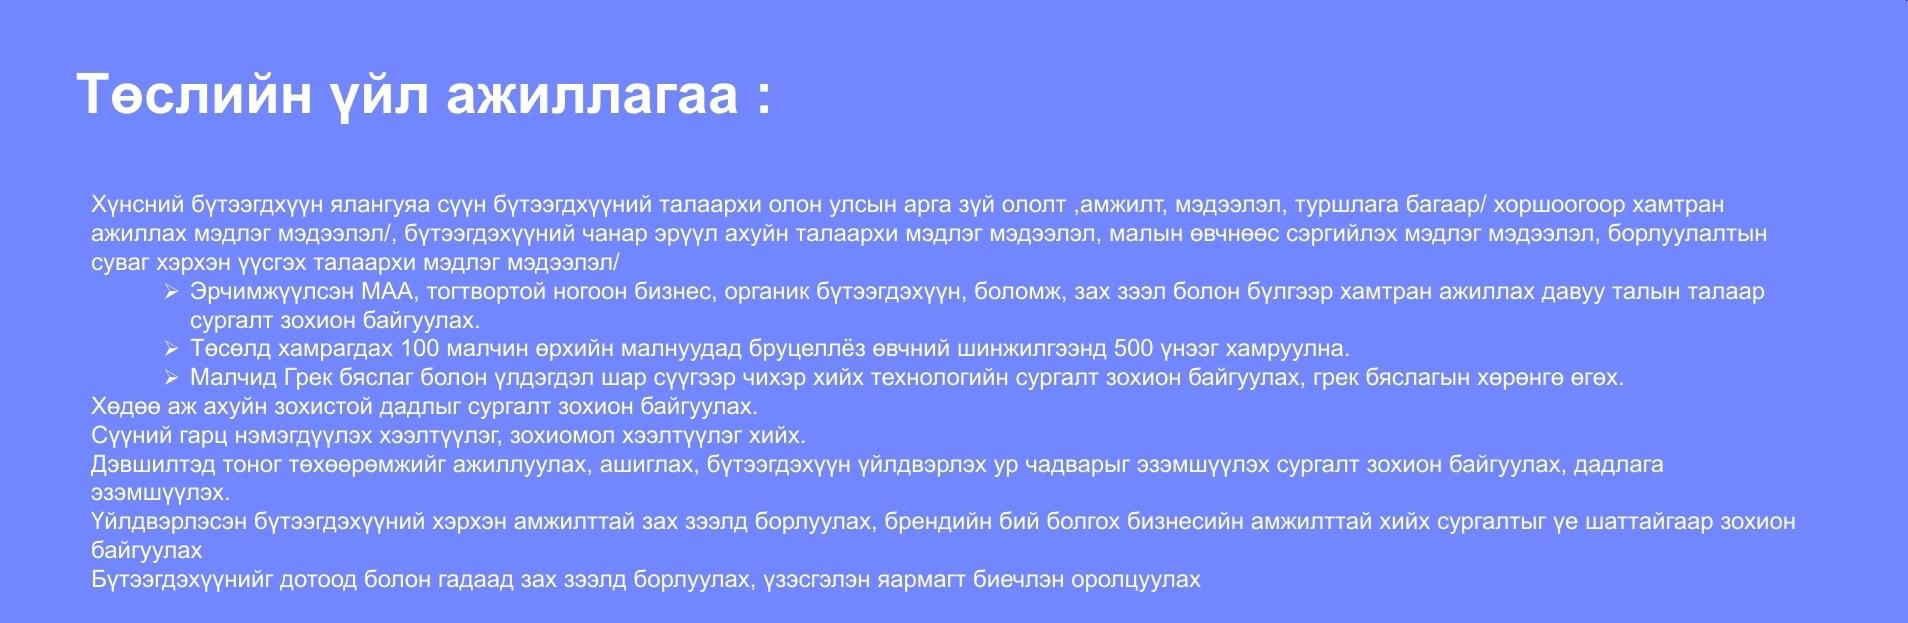 Төслийн үйл ажиллагаа :
Хүнсний бүтээгдхүүн ялангуяа сүүн бүтээгдхүүний талаархи олон улсын арга зүй ололт ,амжилт, мэдээлэл, туршлага багаар/ хоршоогоор хамтран
ажиллах мэдлэг мэдээлэл/, бүтээгдэхүүний чанар эрүүл ахуйн талаархи мэдлэг мэдээлэл, малын өвчнөөс сэргийлэх мэдлэг мэдээлэл, борлуулалтын
суваг хэрхэн үүсгэх талаархи мэдлэг мэдээлэл/
➢ Эрчимжүүлсэн МАА, тогтвортой ногоон бизнес, органик бүтээгдэхүүн, боломж, зах зээл болон бүлгээр хамтран ажиллах давуу талын талаар
сургалт зохион байгуулах.
➢ Төсөлд хамрагдах 100 малчин өрхийн малнуудад бруцеллёз өвчний шинжилгээнд 500 үнээг хамруулна.
➢ Малчид Грек бяслаг болон үлдэгдэл шар сүүгээр чихэр хийх технологийн сургалт зохион байгуулах, грек бяслагын хөрөнгө өгөх.
Хөдөө аж ахуйн зохистой дадлыг сургалт зохион байгуулах.
Сүүний гарц нэмэгдүүлэх хээлтүүлэг, зохиомол хээлтүүлэг хийх.
Дэвшилтэд тоног төхөөрөмжийг ажиллуулах, ашиглах, бүтээгдэхүүн үйлдвэрлэх ур чадварыг эзэмшүүлэх сургалт зохион байгуулах, дадлага
эзэмшүүлэх.
Үйлдвэрлэсэн бүтээгдэхүүний хэрхэн амжилттай зах зээлд борлуулах, брендийн бий болгох бизнесийн амжилттай хийх сургалтыг үе шаттайгаар зохион
байгуулах
Бүтээгдэхүүнийг дотоод болон гадаад зах зээлд борлуулах, үзэсгэлэн яармагт биечлэн оролцуулах